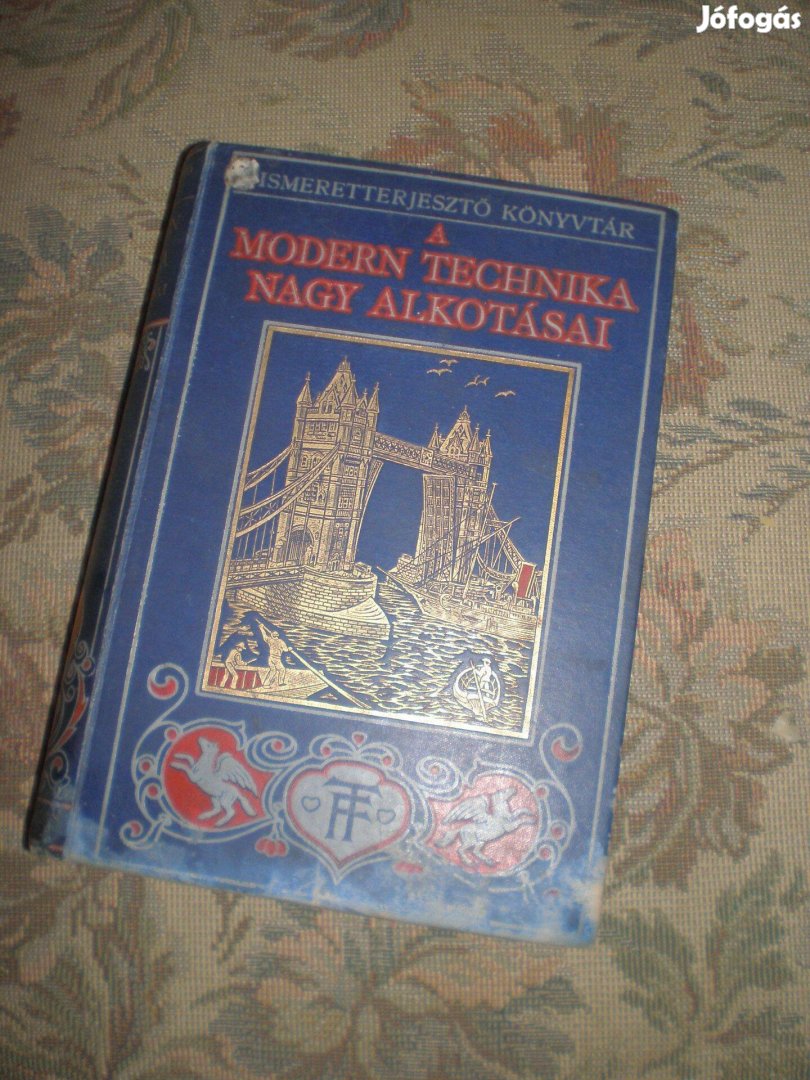 Jófogás
ISMERETTERJESZTŐ KÖNYVTÁR
A
MODERN TECHNIKA
NAGY ALKOTÁSAI